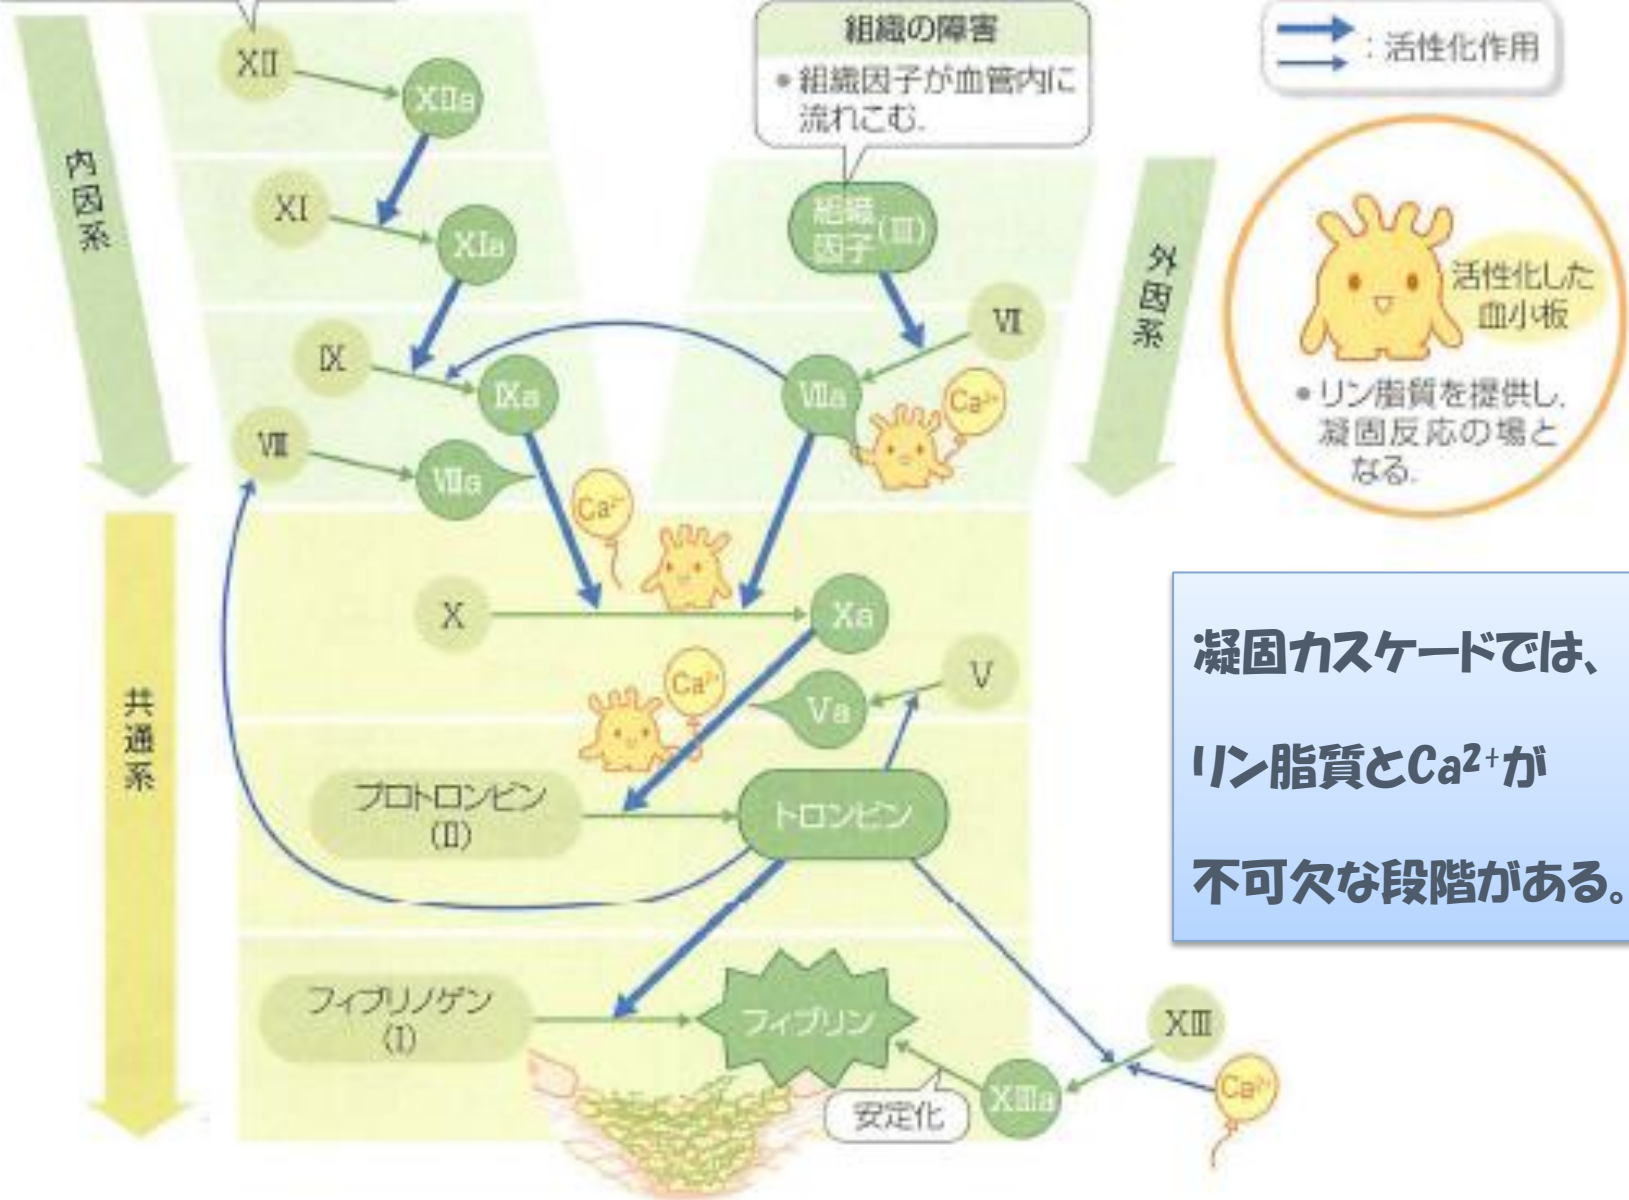 組織の障害
• 組織因子が血管内に
流れこむ.
: 活性化作用
内因系
XII
XIIa
XI
XIa
組織
因子
(III)
外因系
活性化した
血小板
• リン脂質を提供し,
凝固反応の場と
なる.
IX
IXa
VII
VIIa
Ca²⁺
VIII
VIIIa
Ca²⁺
X
Xa
共通系
Ca²⁺
V
Va
プロトロンビン
(II)
トロンビン
フィブリノゲン
(I)
フィブリン
XIII
XIIIa
Ca²⁺
安定化
凝固カスケードでは、
リン脂質とCa²⁺が
不可欠な段階がある。